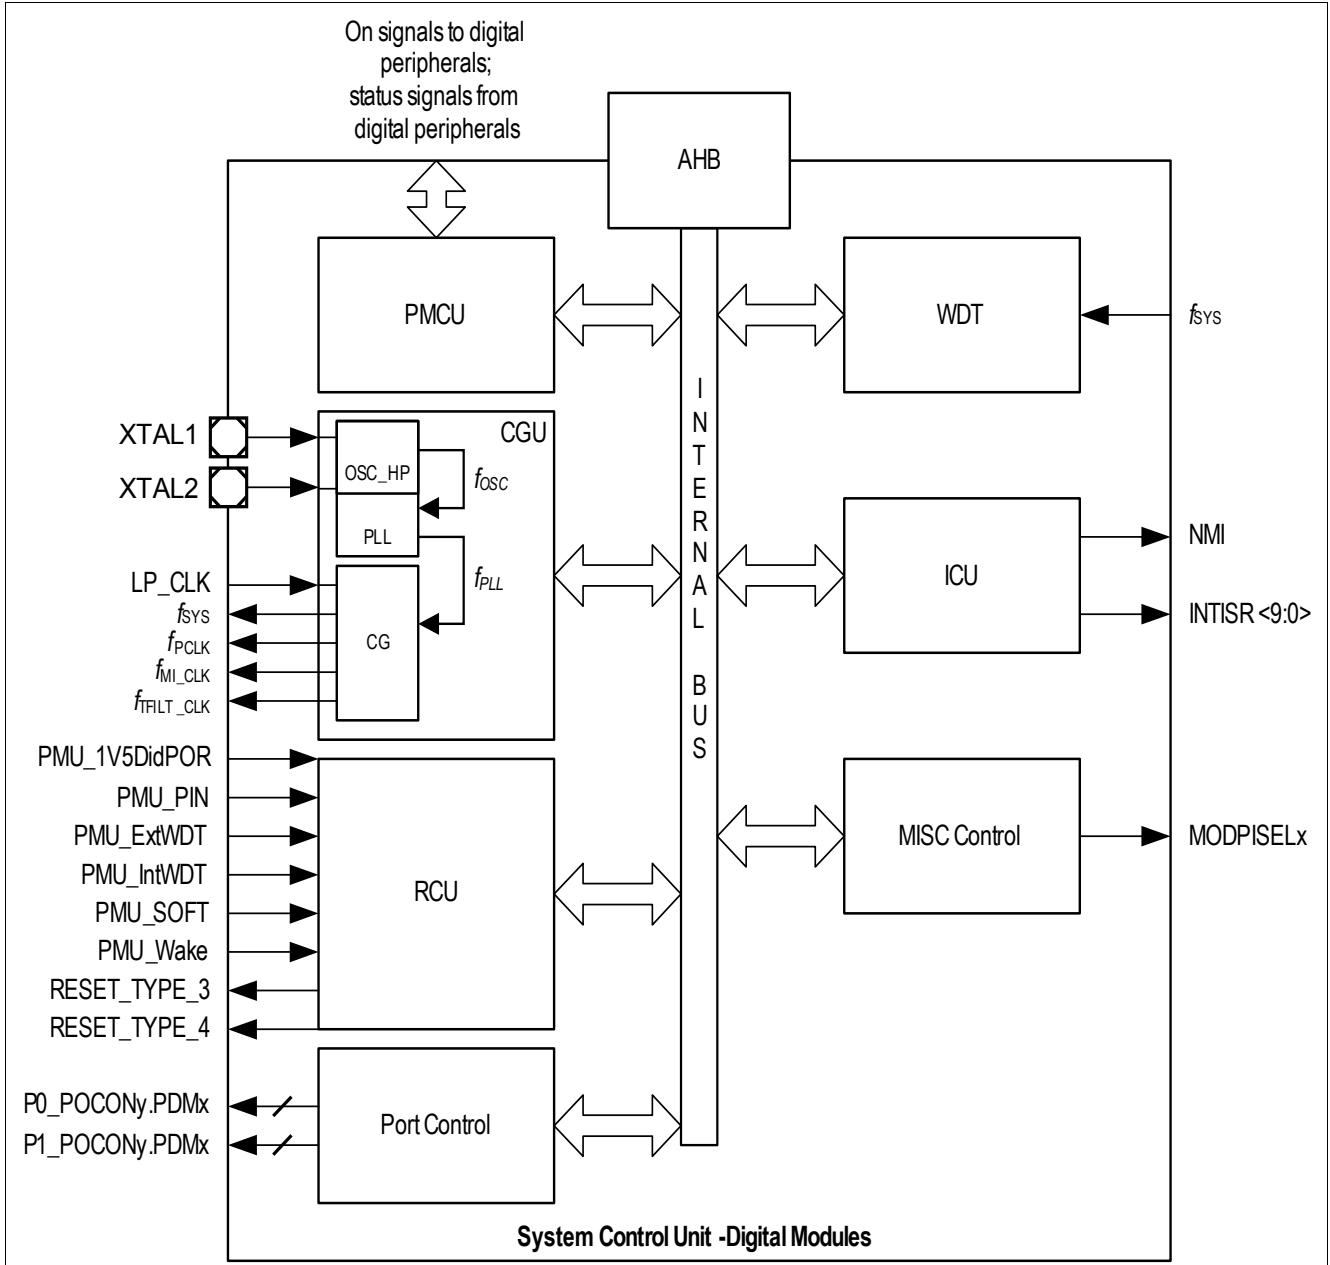 On signals to digital
peripherals;
status signals from
digital peripherals
AHB
PMCU
WDT
fSYS
INTERNAL BUS
XTAL1
XTAL2
CGU
OSC_HP
fOSC
PLL
fPLL
LP_CLK
fSYS
fPCLK
fMI_CLK
fTFILT_CLK
CG
ICU
NMI
INTISR <9:0>
PMU_1V5DidPOR
PMU_PIN
PMU_ExtWDT
PMU_IntWDT
PMU_SOFT
PMU_Wake
RESET_TYPE_3
RESET_TYPE_4
RCU
MISC Control
MODPISELx
P0_POCONy.PDMx
P1_POCONy.PDMx
Port Control
System Control Unit -Digital Modules